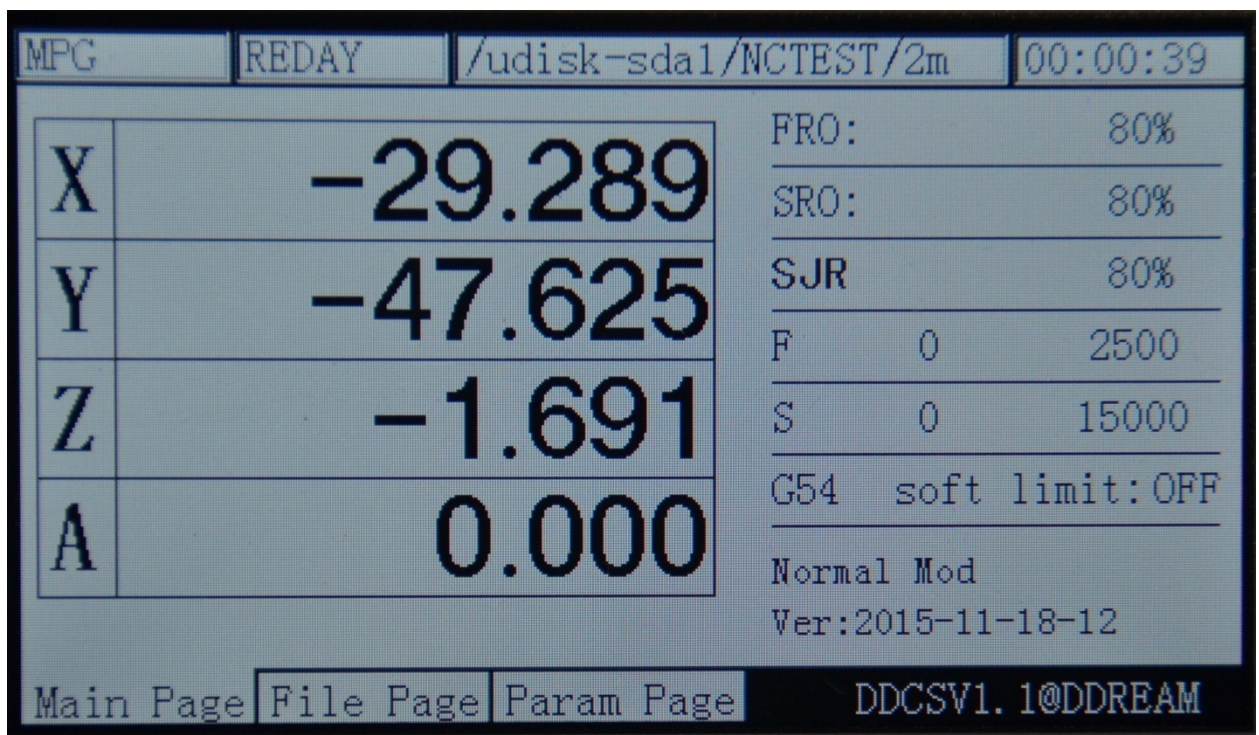 MPG REDAY /udisk-sda1/NCTEST/2m 00:00:39
X -29.289
Y -47.625
Z -1.691
A 0.000
FRO: 80%
SRO: 80%
SJR 80%
F 0 2500
S 0 15000
G54 soft limit:OFF
Normal Mod
Ver:2015-11-18-12
Main Page File Page Param Page DDCSV1.1@DDREAM